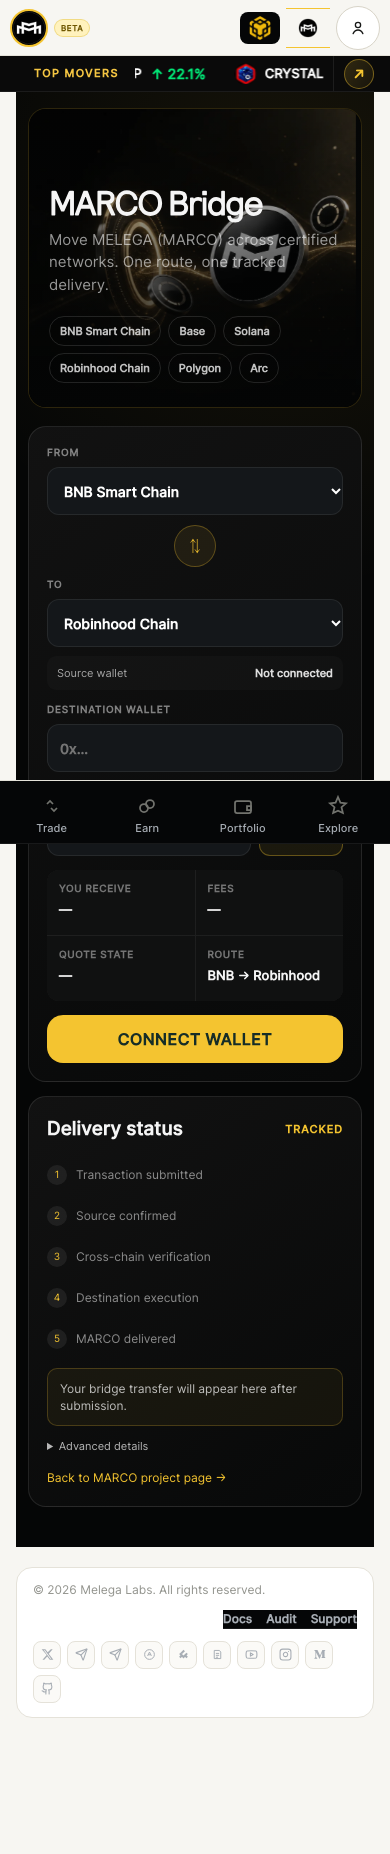 BETA
TOP MOVERS P ↑ 22.1% CRYSTAL
MARCO Bridge
Move MELEGA (MARCO) across certified
networks. One route, one tracked
delivery.
BNB Smart Chain Base Solana
Robinhood Chain Polygon Arc
FROM
BNB Smart Chain
TO
Robinhood Chain
Source wallet Not connected
DESTINATION WALLET
0x...
Trade Earn Portfolio Explore
YOU RECEIVE FEES
— —
QUOTE STATE ROUTE
— BNB → Robinhood
CONNECT WALLET
Delivery status TRACKED
1 Transaction submitted
2 Source confirmed
3 Cross-chain verification
4 Destination execution
5 MARCO delivered
Your bridge transfer will appear here after
submission.
▶ Advanced details
Back to MARCO project page →
© 2026 Melega Labs. All rights reserved.
Docs Audit Support